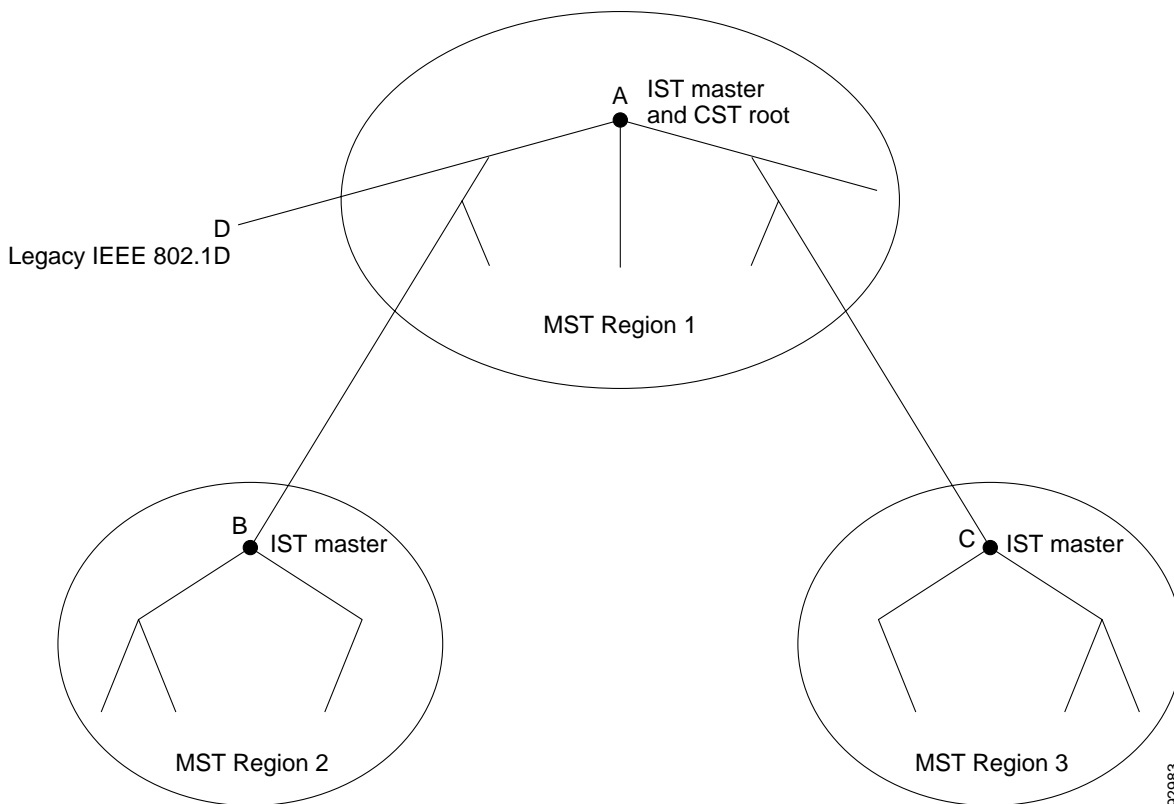 A
IST master
and CST root
D
Legacy IEEE 802.1D
MST Region 1
B
IST master
C
IST master
MST Region 2
MST Region 3